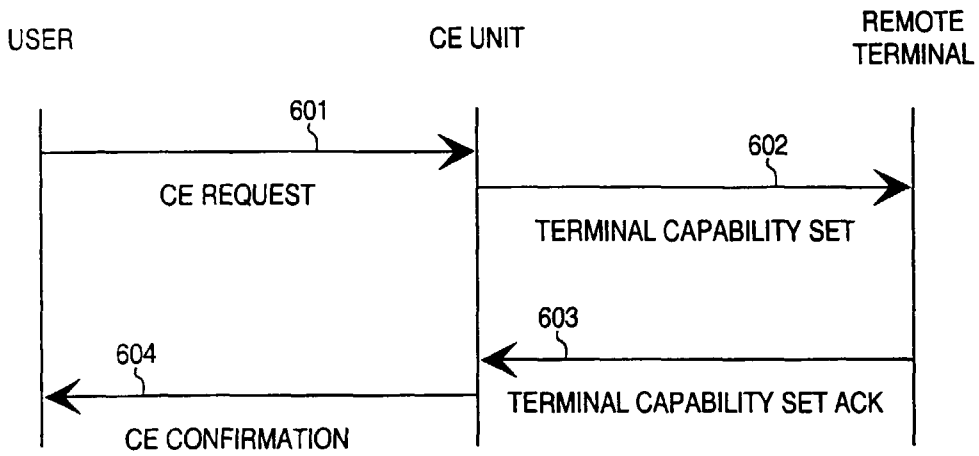 USER
CE UNIT
REMOTE
TERMINAL
601
CE REQUEST
602
TERMINAL CAPABILITY SET
603
TERMINAL CAPABILITY SET ACK
604
CE CONFIRMATION